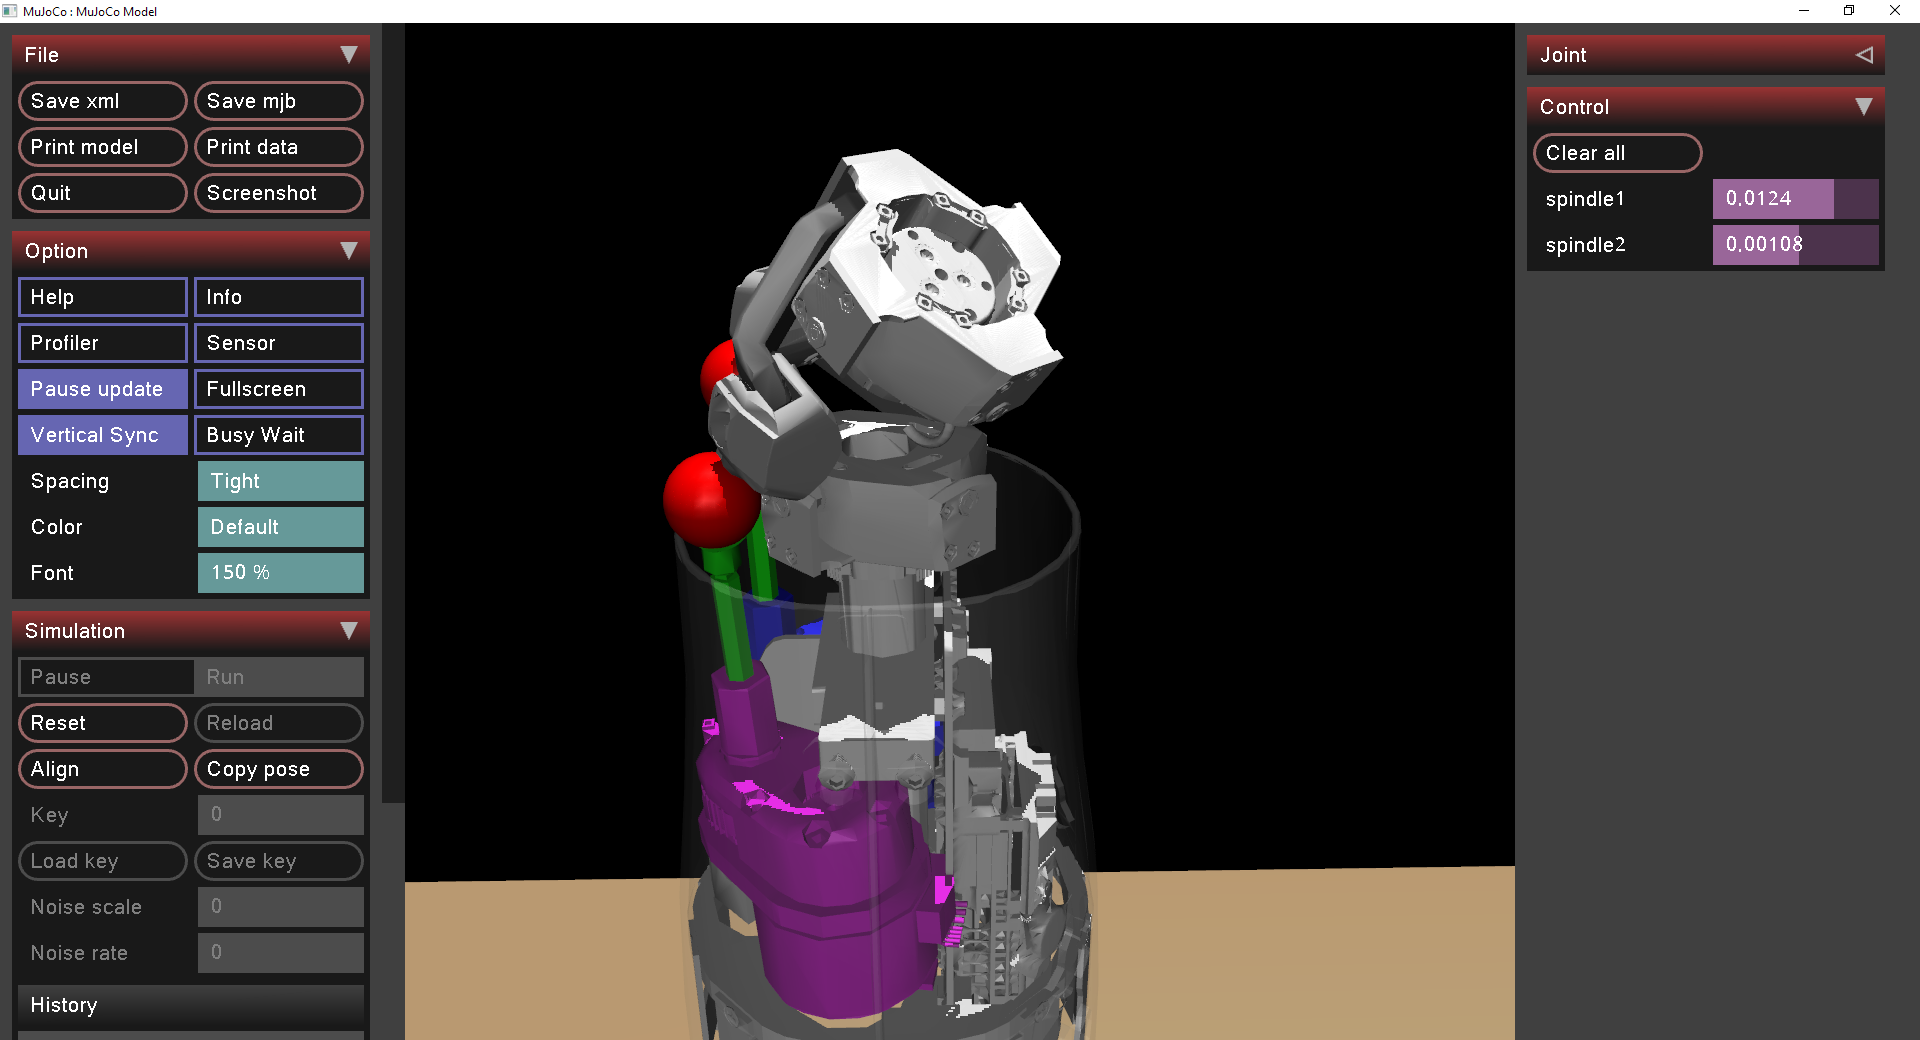 MuJoCo : MuJoCo Model
File
Save xml Save mjb
Print model Print data
Quit Screenshot
Option
Help Info
Profiler Sensor
Pause update Fullscreen
Vertical Sync Busy Wait
Spacing Tight
Color Default
Font 150 %
Simulation
Pause Run
Reset Reload
Align Copy pose
Key 0
Load key Save key
Noise scale 0
Noise rate 0
History
Joint
Control
Clear all
spindle1 0.0124
spindle2 0.00108